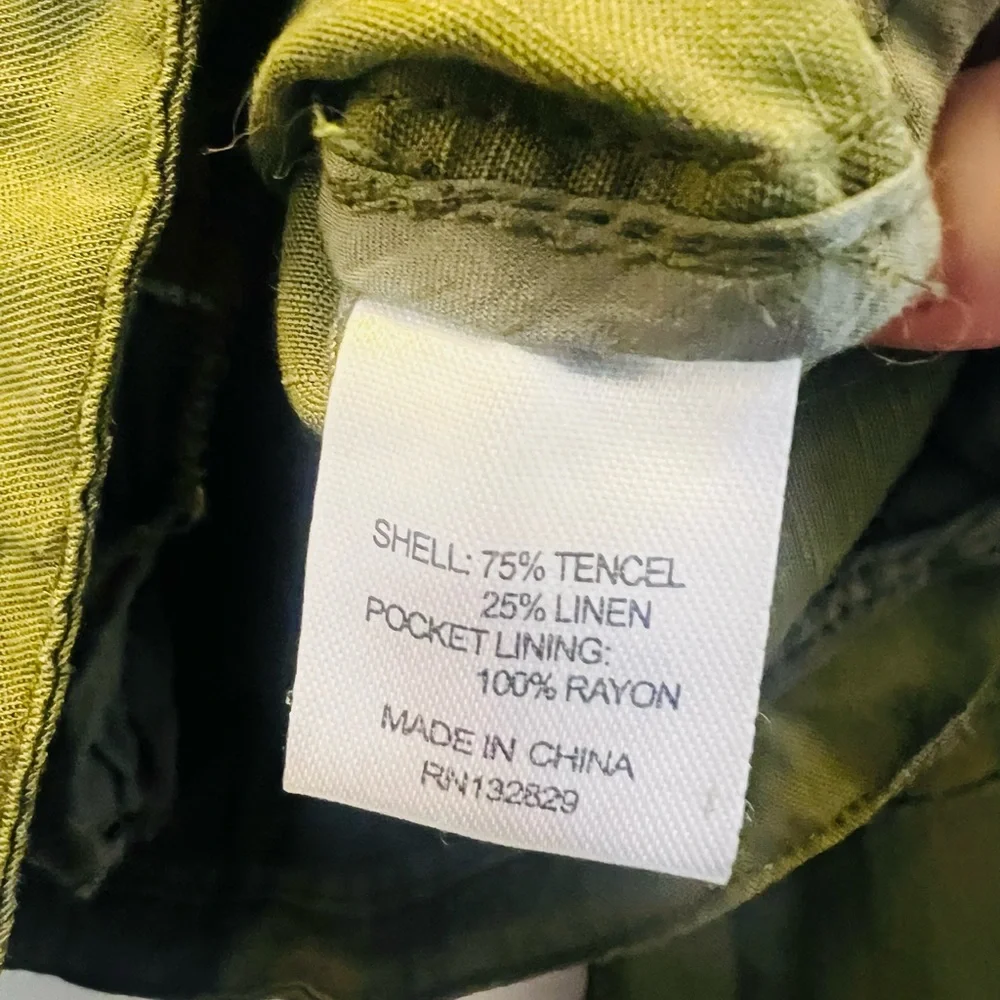 SHELL: 75% TENCEL
25% LINEN
POCKET LINING:
100% RAYON
MADE IN CHINA
RN132829